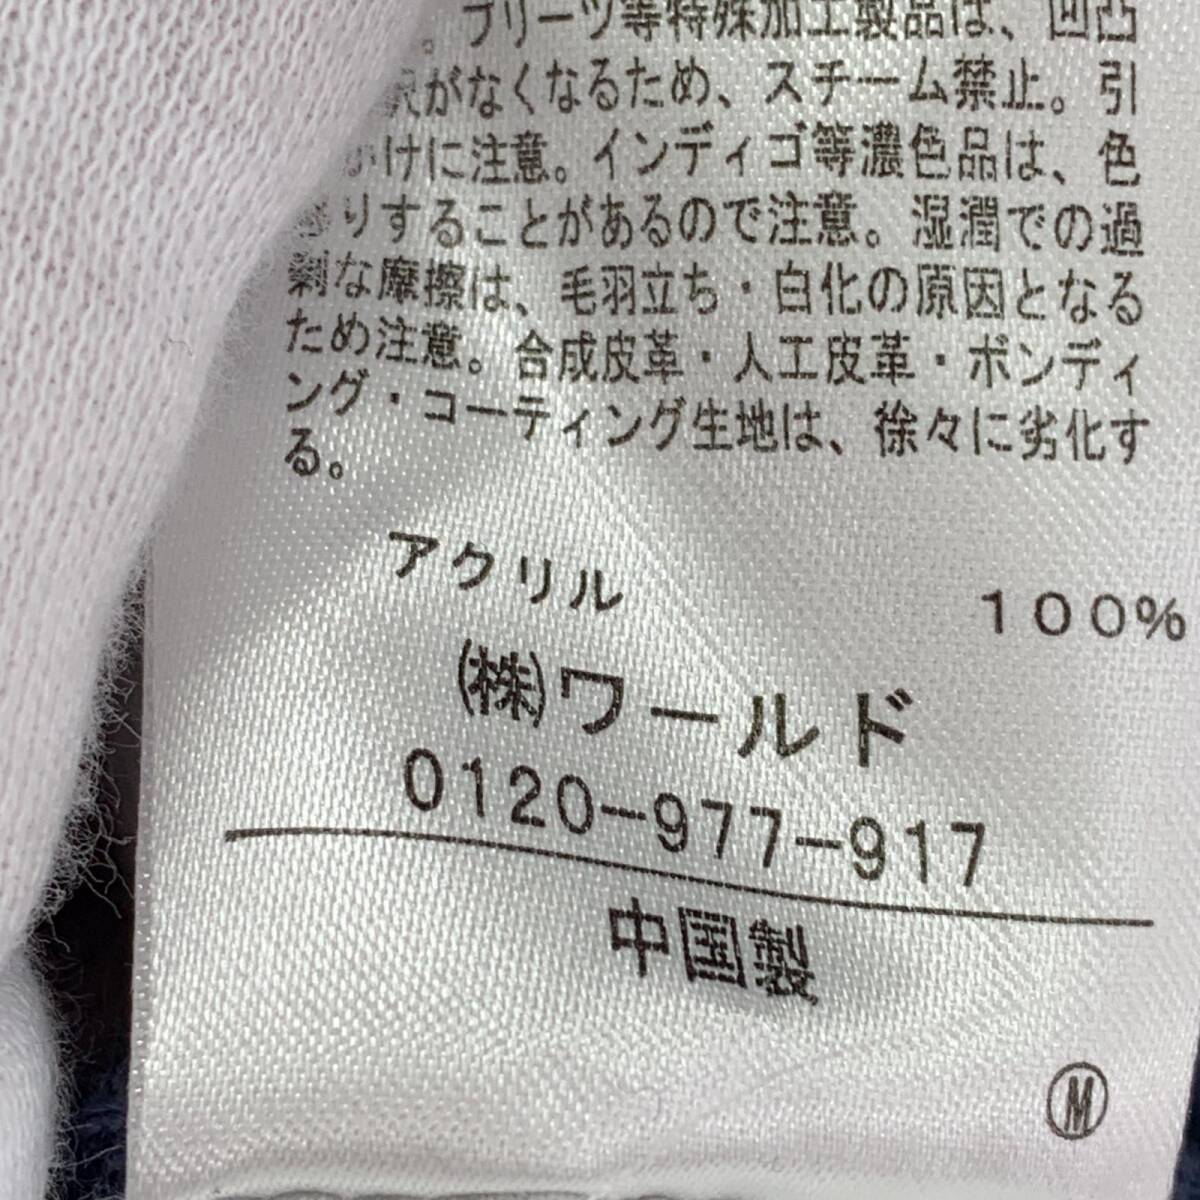 。プリーツ等特殊加工製品は、凹凸
がなくなるため、スチーム禁止。引
かけに注意。インディゴ等濃色品は、色
りすることがあるので注意。湿潤での過
剰な摩擦は、毛羽立ち・白化の原因となる
ため注意。合成皮革・人工皮革・ボンディ
ング・コーティング生地は、徐々に劣化す
る。
アクリル 100%
㈱ワールド
0120-977-917
中国製
Ⓜ